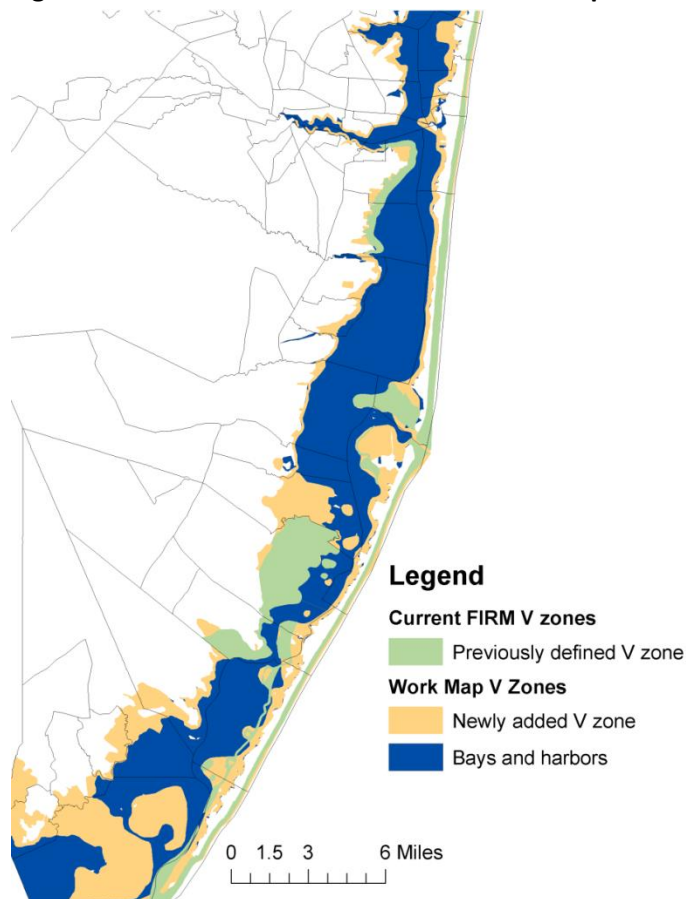 Legend
Current FIRM V zones
Previously defined V zone
Work Map V Zones
Newly added V zone
Bays and harbors
0 1.5 3 6 Miles